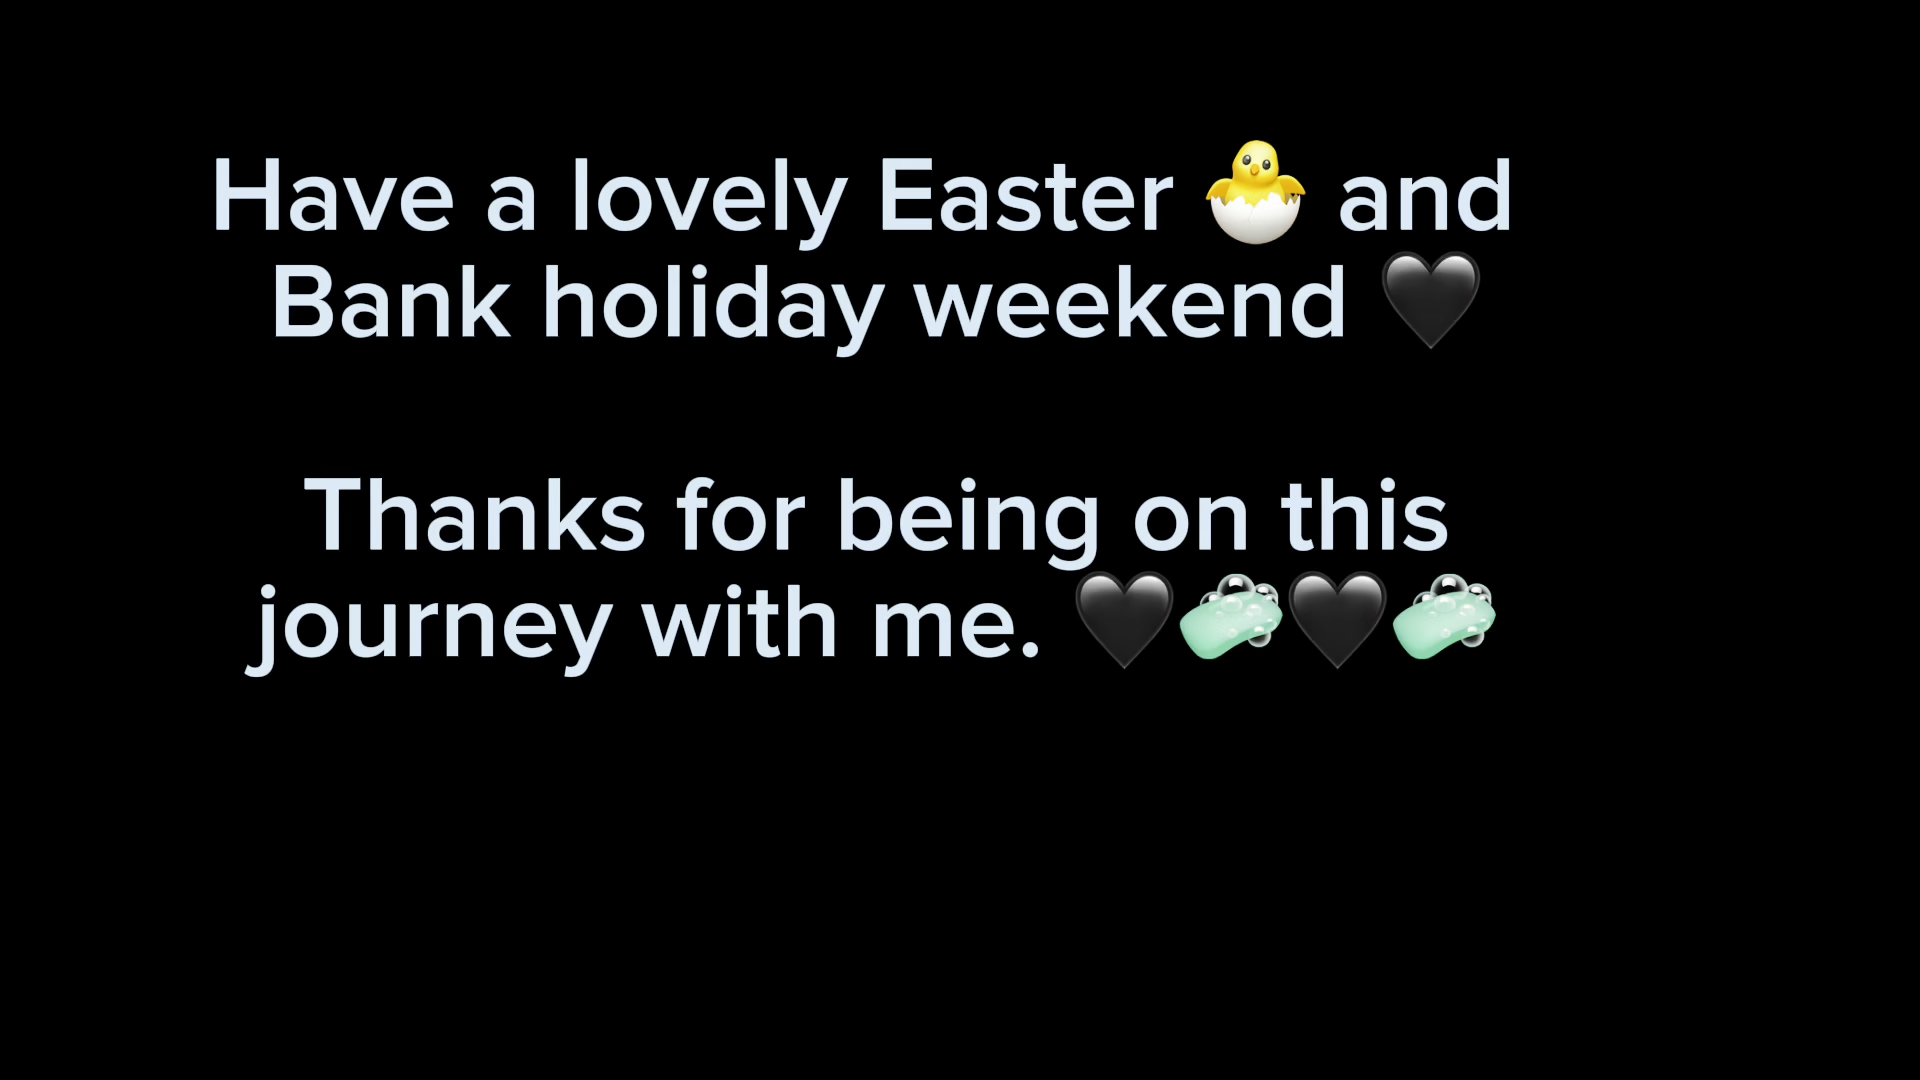 Have a lovely Easter 🐣 and
Bank holiday weekend 🖤
Thanks for being on this
journey with me. 🖤🧼🖤🧼